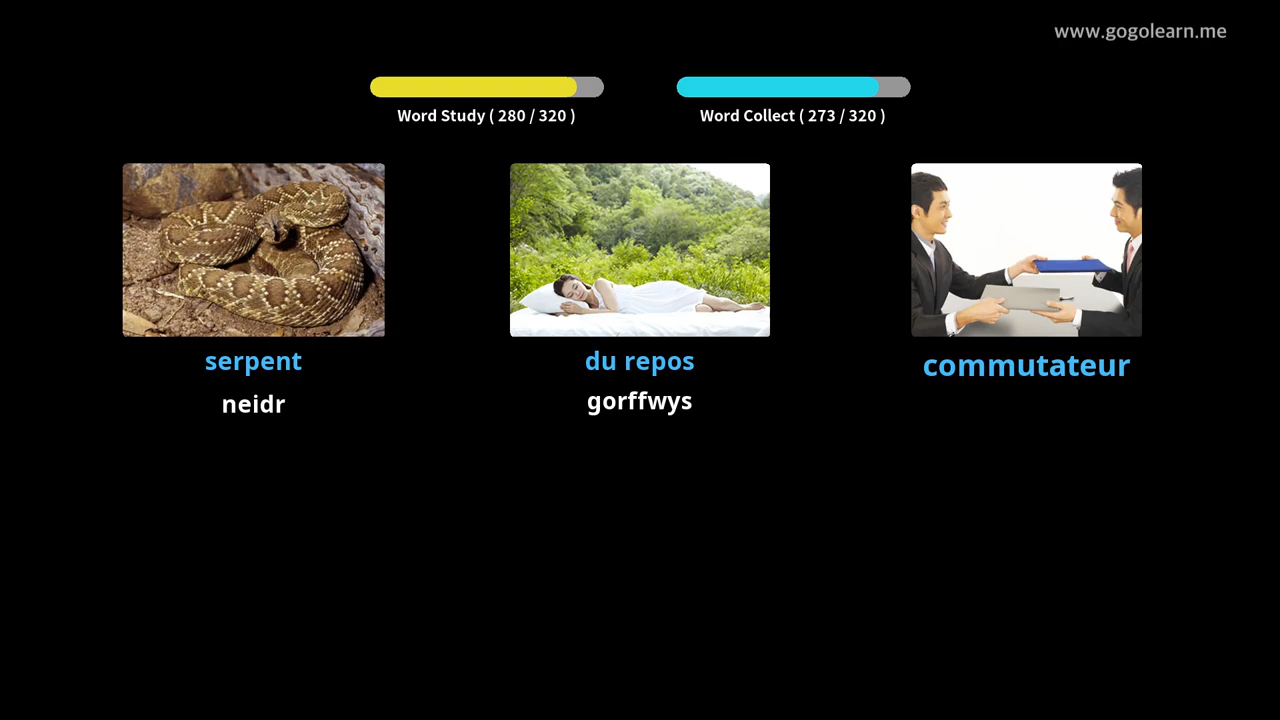 www.gogolearn.me
Word Study ( 280 / 320 )
Word Collect ( 273 / 320 )
serpent
neidr
du repos
gorffwys
commutateur